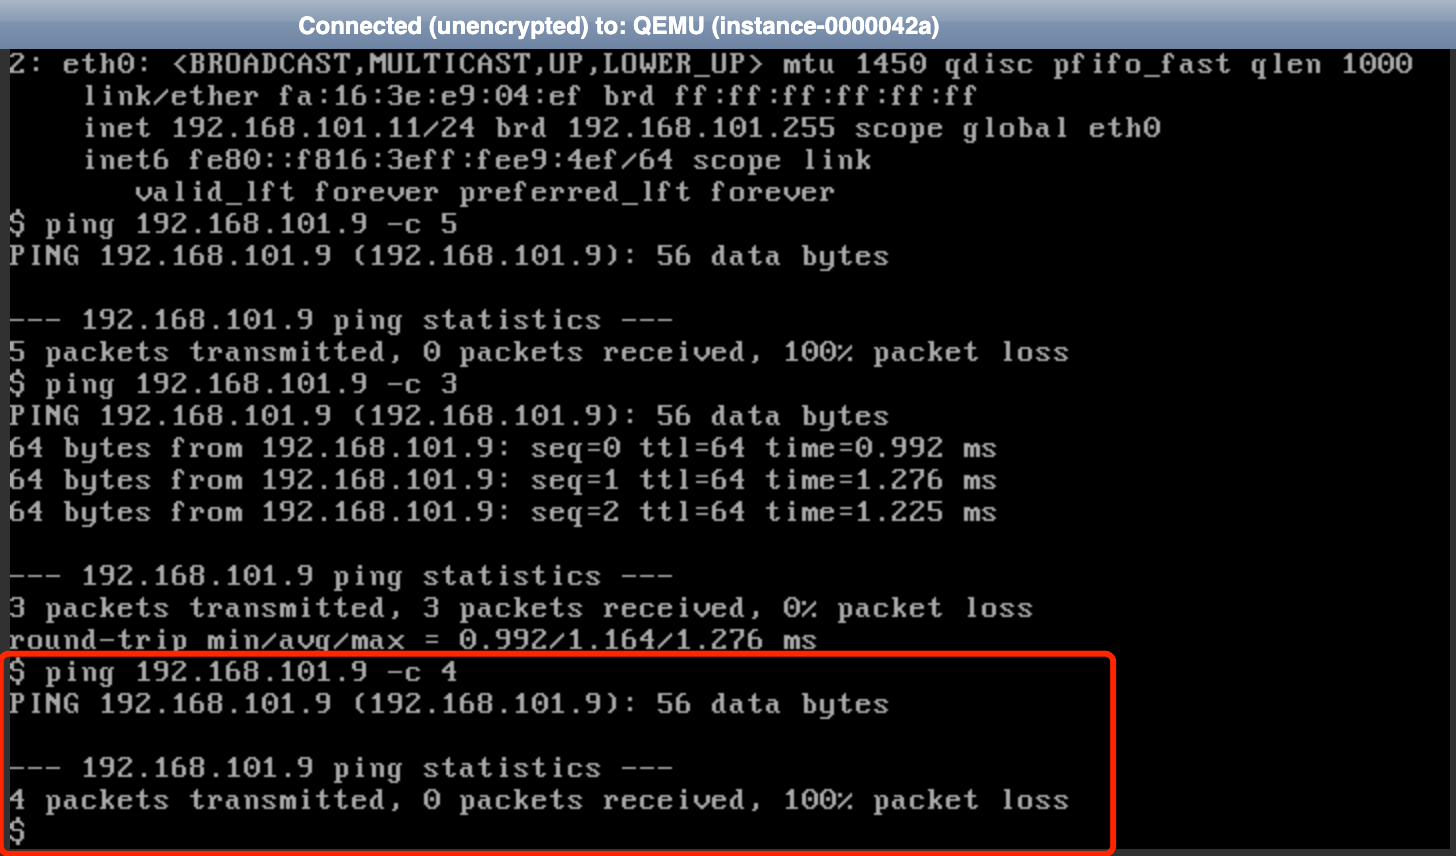 Connected (unencrypted) to: QEMU (instance-0000042a)
2: eth0: <BROADCAST,MULTICAST,UP,LOWER_UP> mtu 1450 qdisc pfifo_fast qlen 1000
link/ether fa:16:3e:e9:04:ef brd ff:ff:ff:ff:ff:ff
inet 192.168.101.11/24 brd 192.168.101.255 scope global eth0
inet6 fe80::f816:3eff:fee9:4ef/64 scope link
valid_lft forever preferred_lft forever
$ ping 192.168.101.9 -c 5
PING 192.168.101.9 (192.168.101.9): 56 data bytes
--- 192.168.101.9 ping statistics ---
5 packets transmitted, 0 packets received, 100% packet loss
$ ping 192.168.101.9 -c 3
PING 192.168.101.9 (192.168.101.9): 56 data bytes
64 bytes from 192.168.101.9: seq=0 ttl=64 time=0.992 ms
64 bytes from 192.168.101.9: seq=1 ttl=64 time=1.276 ms
64 bytes from 192.168.101.9: seq=2 ttl=64 time=1.225 ms
--- 192.168.101.9 ping statistics ---
3 packets transmitted, 3 packets received, 0% packet loss
round-trip min/avg/max = 0.992/1.164/1.276 ms
$ ping 192.168.101.9 -c 4
PING 192.168.101.9 (192.168.101.9): 56 data bytes
--- 192.168.101.9 ping statistics ---
4 packets transmitted, 0 packets received, 100% packet loss
$